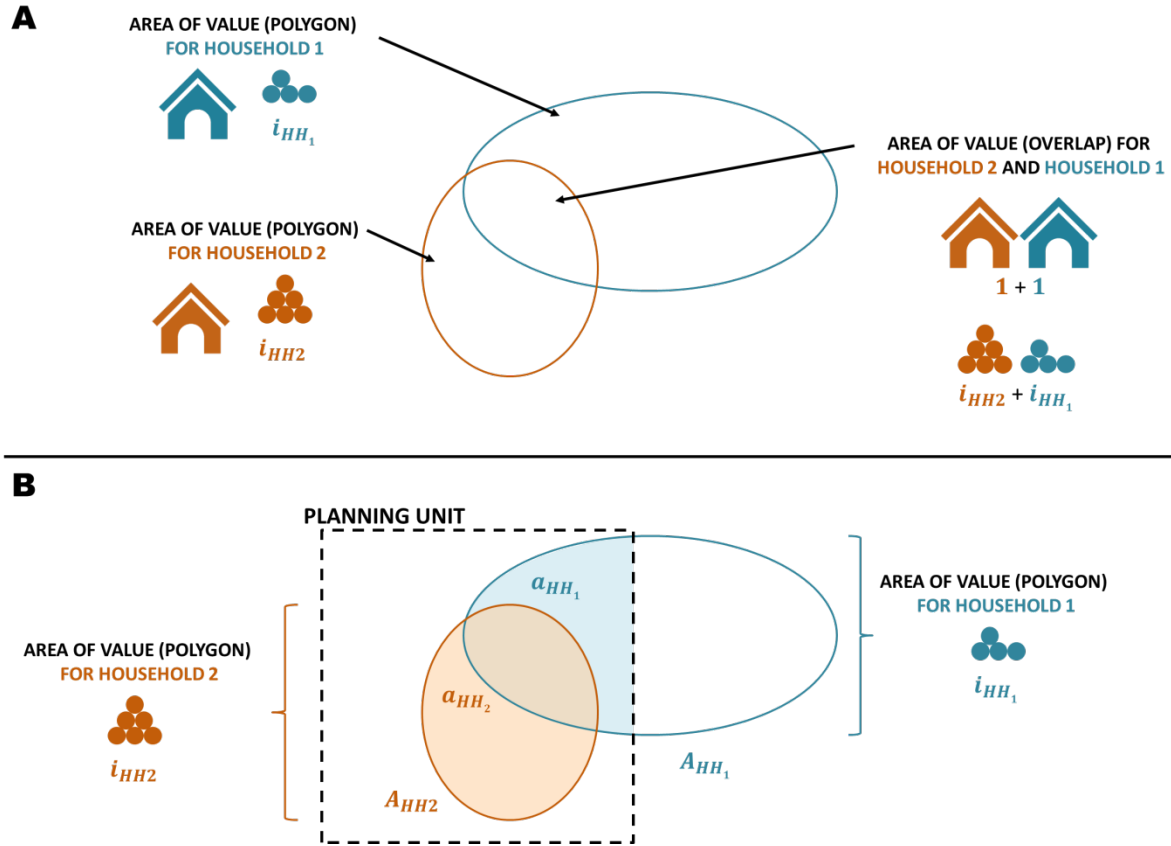 A
AREA OF VALUE (POLYGON)
FOR HOUSEHOLD 1
i_HH₁
AREA OF VALUE (POLYGON)
FOR HOUSEHOLD 2
i_HH2
AREA OF VALUE (OVERLAP) FOR
HOUSEHOLD 2 AND HOUSEHOLD 1
1 + 1
i_HH2 + i_HH₁
B
PLANNING UNIT
AREA OF VALUE (POLYGON)
FOR HOUSEHOLD 2
i_HH2
a_HH₁
a_HH₂
A_HH2
A_HH₁
AREA OF VALUE (POLYGON)
FOR HOUSEHOLD 1
i_HH₁